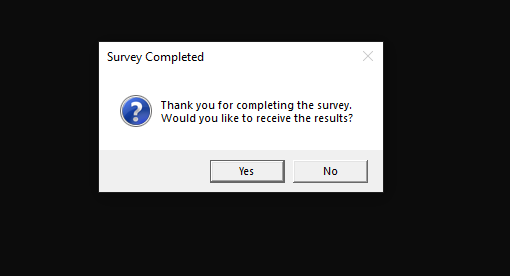 Survey Completed
Thank you for completing the survey.
Would you like to receive the results?
Yes
No